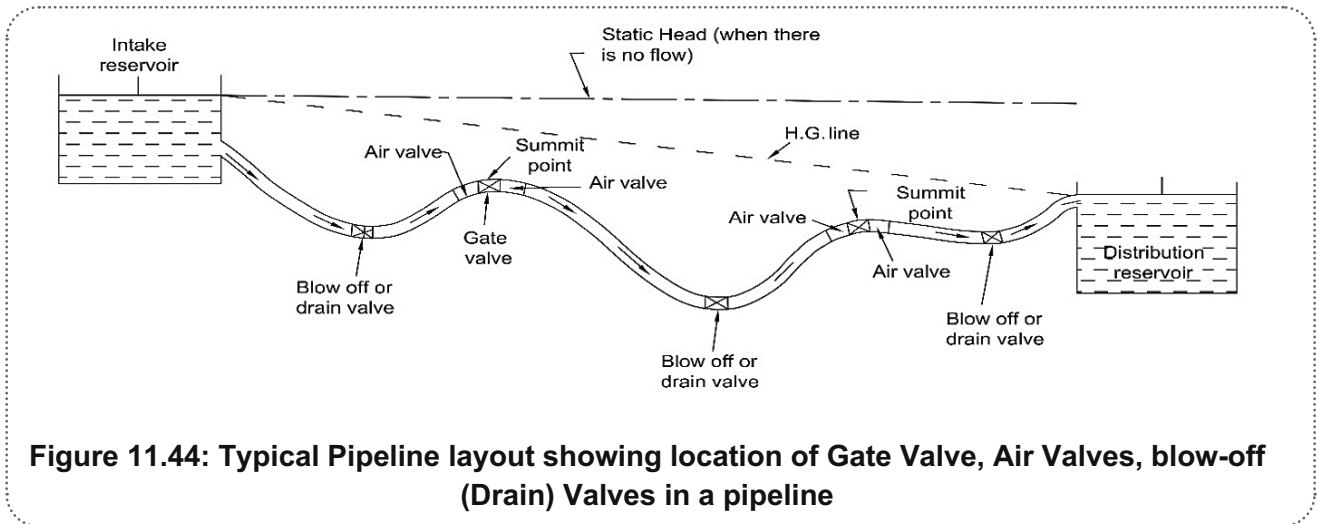 Static Head (when there
is no flow)
Intake
reservoir
H.G. line
Air valve
Summit
point
Air valve
Gate
valve
Blow off or
drain valve
Blow off or
drain valve
Air valve
Summit
point
Air valve
Blow off or
drain valve
Distribution
reservoir
Figure 11.44: Typical Pipeline layout showing location of Gate Valve, Air Valves, blow-off
(Drain) Valves in a pipeline